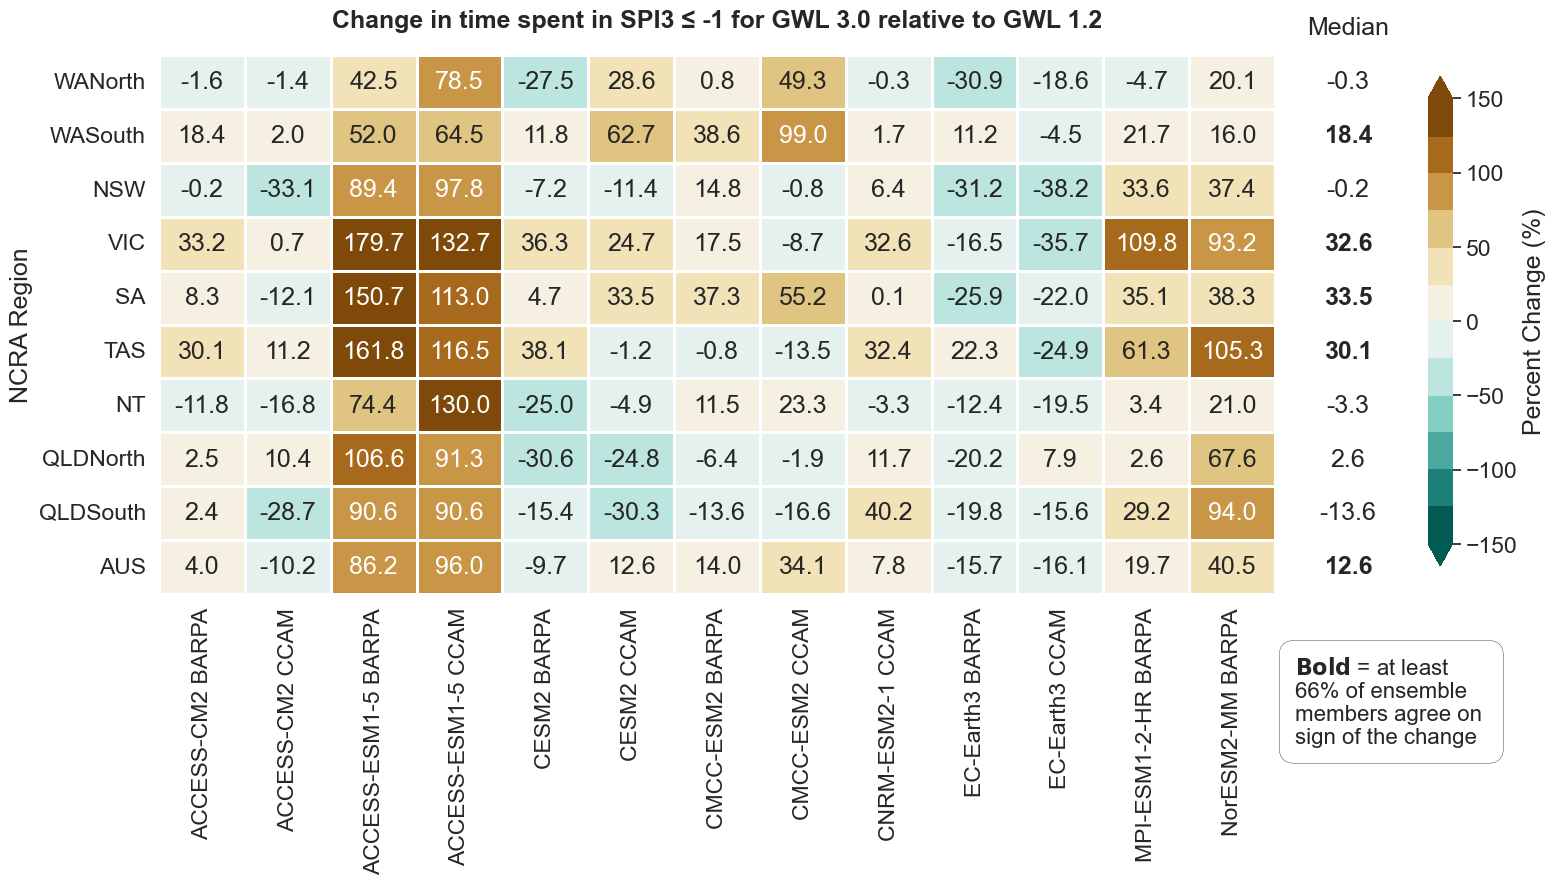 Change in time spent in SPI3 ≤ -1 for GWL 3.0 relative to GWL 1.2
Median
NCRA Region
WANorth -1.6 -1.4 42.5 78.5 -27.5 28.6 0.8 49.3 -0.3 -30.9 -18.6 -4.7 20.1 -0.3
WASouth 18.4 2.0 52.0 64.5 11.8 62.7 38.6 99.0 1.7 11.2 -4.5 21.7 16.0 18.4
NSW -0.2 -33.1 89.4 97.8 -7.2 -11.4 14.8 -0.8 6.4 -31.2 -38.2 33.6 37.4 -0.2
VIC 33.2 0.7 179.7 132.7 36.3 24.7 17.5 -8.7 32.6 -16.5 -35.7 109.8 93.2 32.6
SA 8.3 -12.1 150.7 113.0 4.7 33.5 37.3 55.2 0.1 -25.9 -22.0 35.1 38.3 33.5
TAS 30.1 11.2 161.8 116.5 38.1 -1.2 -0.8 -13.5 32.4 22.3 -24.9 61.3 105.3 30.1
NT -11.8 -16.8 74.4 130.0 -25.0 -4.9 11.5 23.3 -3.3 -12.4 -19.5 3.4 21.0 -3.3
QLDNorth 2.5 10.4 106.6 91.3 -30.6 -24.8 -6.4 -1.9 11.7 -20.2 7.9 2.6 67.6 2.6
QLDSouth 2.4 -28.7 90.6 90.6 -15.4 -30.3 -13.6 -16.6 40.2 -19.8 -15.6 29.2 94.0 -13.6
AUS 4.0 -10.2 86.2 96.0 -9.7 12.6 14.0 34.1 7.8 -15.7 -16.1 19.7 40.5 12.6
ACCESS-CM2 BARPA
ACCESS-CM2 CCAM
ACCESS-ESM1-5 BARPA
ACCESS-ESM1-5 CCAM
CESM2 BARPA
CESM2 CCAM
CMCC-ESM2 BARPA
CMCC-ESM2 CCAM
CNRM-ESM2-1 CCAM
EC-Earth3 BARPA
EC-Earth3 CCAM
MPI-ESM1-2-HR BARPA
NorESM2-MM BARPA
150
100
50
0
−50
−100
−150
Percent Change (%)
Bold = at least
66% of ensemble
members agree on
sign of the change